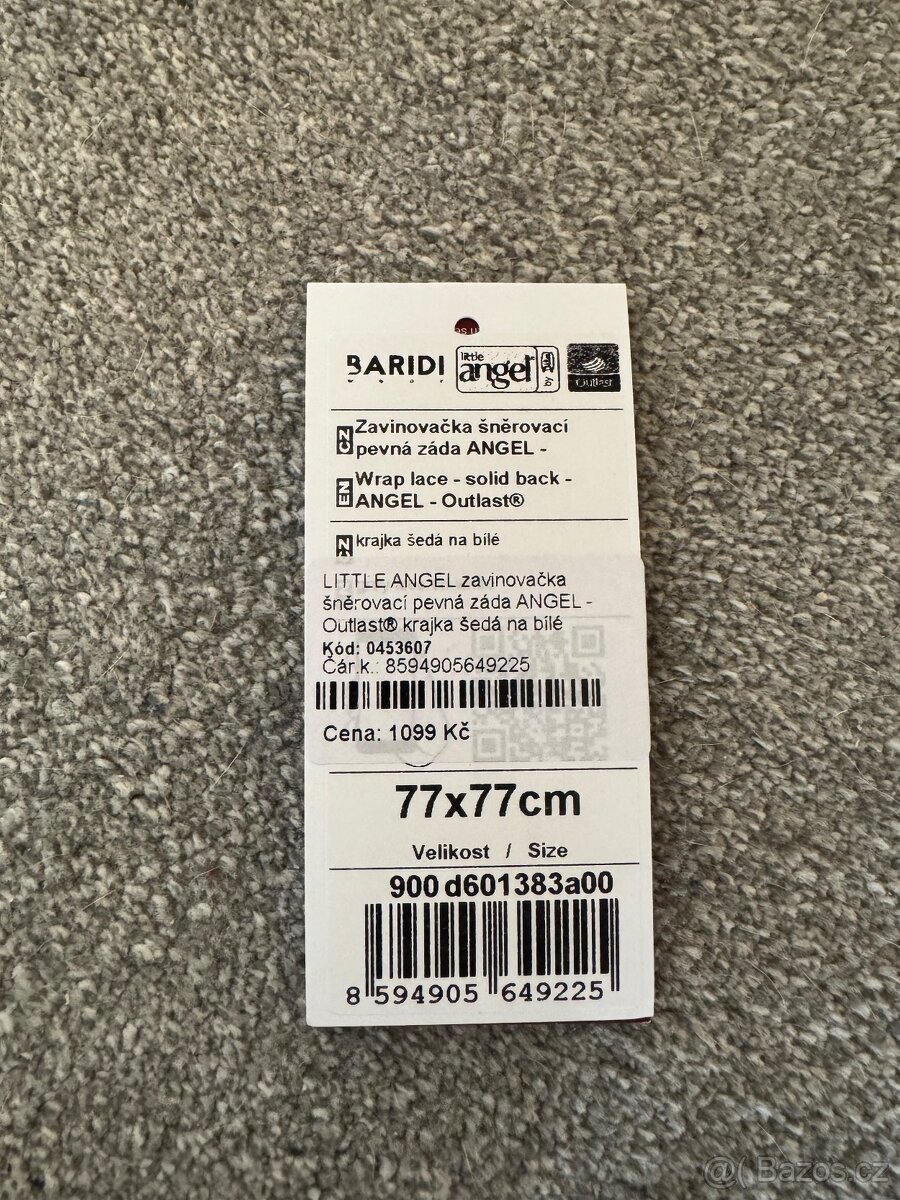 BARIDI little angel by Outlast
CZ Zavinovačka šněrovací
pevná záda ANGEL -
EN Wrap lace - solid back -
ANGEL - Outlast®
krajka šedá na bílé
LITTLE ANGEL zavinovačka
šněrovací pevná záda ANGEL -
Outlast® krajka šedá na bílé
Kód: 0453607
Čár.k.: 8594905649225
Cena: 1099 Kč
77x77cm
Velikost / Size
900 d601383a00
8 594905 649225
@( Bazos.cz